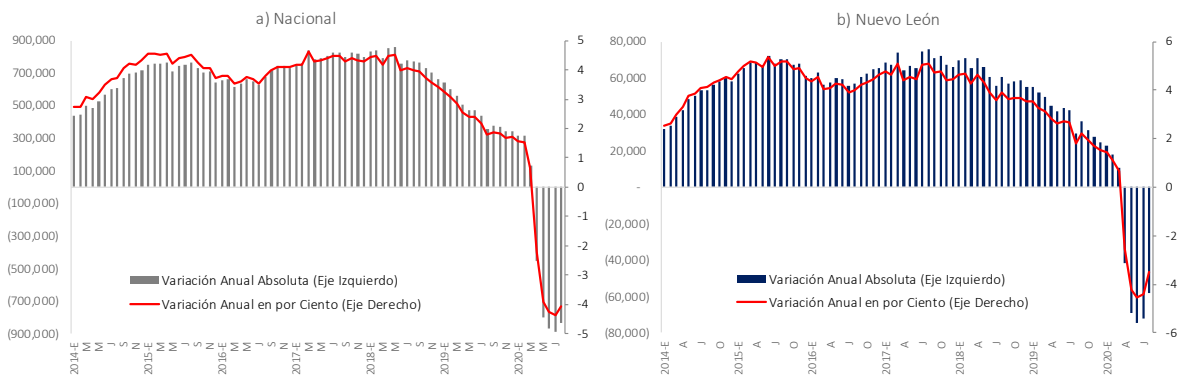 a) Nacional
900,000
700,000
500,000
300,000
100,000
(100,000)
(300,000)
(500,000)
(700,000)
(900,000)
5
4
3
2
1
0
-1
-2
-3
-4
-5
Variación Anual Absoluta (Eje Izquierdo)
Variación Anual en por Ciento (Eje Derecho)
2014-E
M
M
J
S
N
2015-E
M
M
J
S
N
2016-E
M
M
J
S
N
2017-E
M
M
J
S
N
2018-E
M
M
J
S
N
2019-E
M
M
J
S
N
2020-E
M
M
J
b) Nuevo León
80,000
60,000
40,000
20,000
-
(20,000)
(40,000)
(60,000)
(80,000)
6
4
2
0
-2
-4
-6
Variación Anual Absoluta (Eje Izquierdo)
Variación Anual en por Ciento (Eje Derecho)
2014-E
A
J
O
2015-E
A
J
O
2016-E
A
J
O
2017-E
A
J
O
2018-E
A
J
O
2019-E
A
J
O
2020-E
A
J